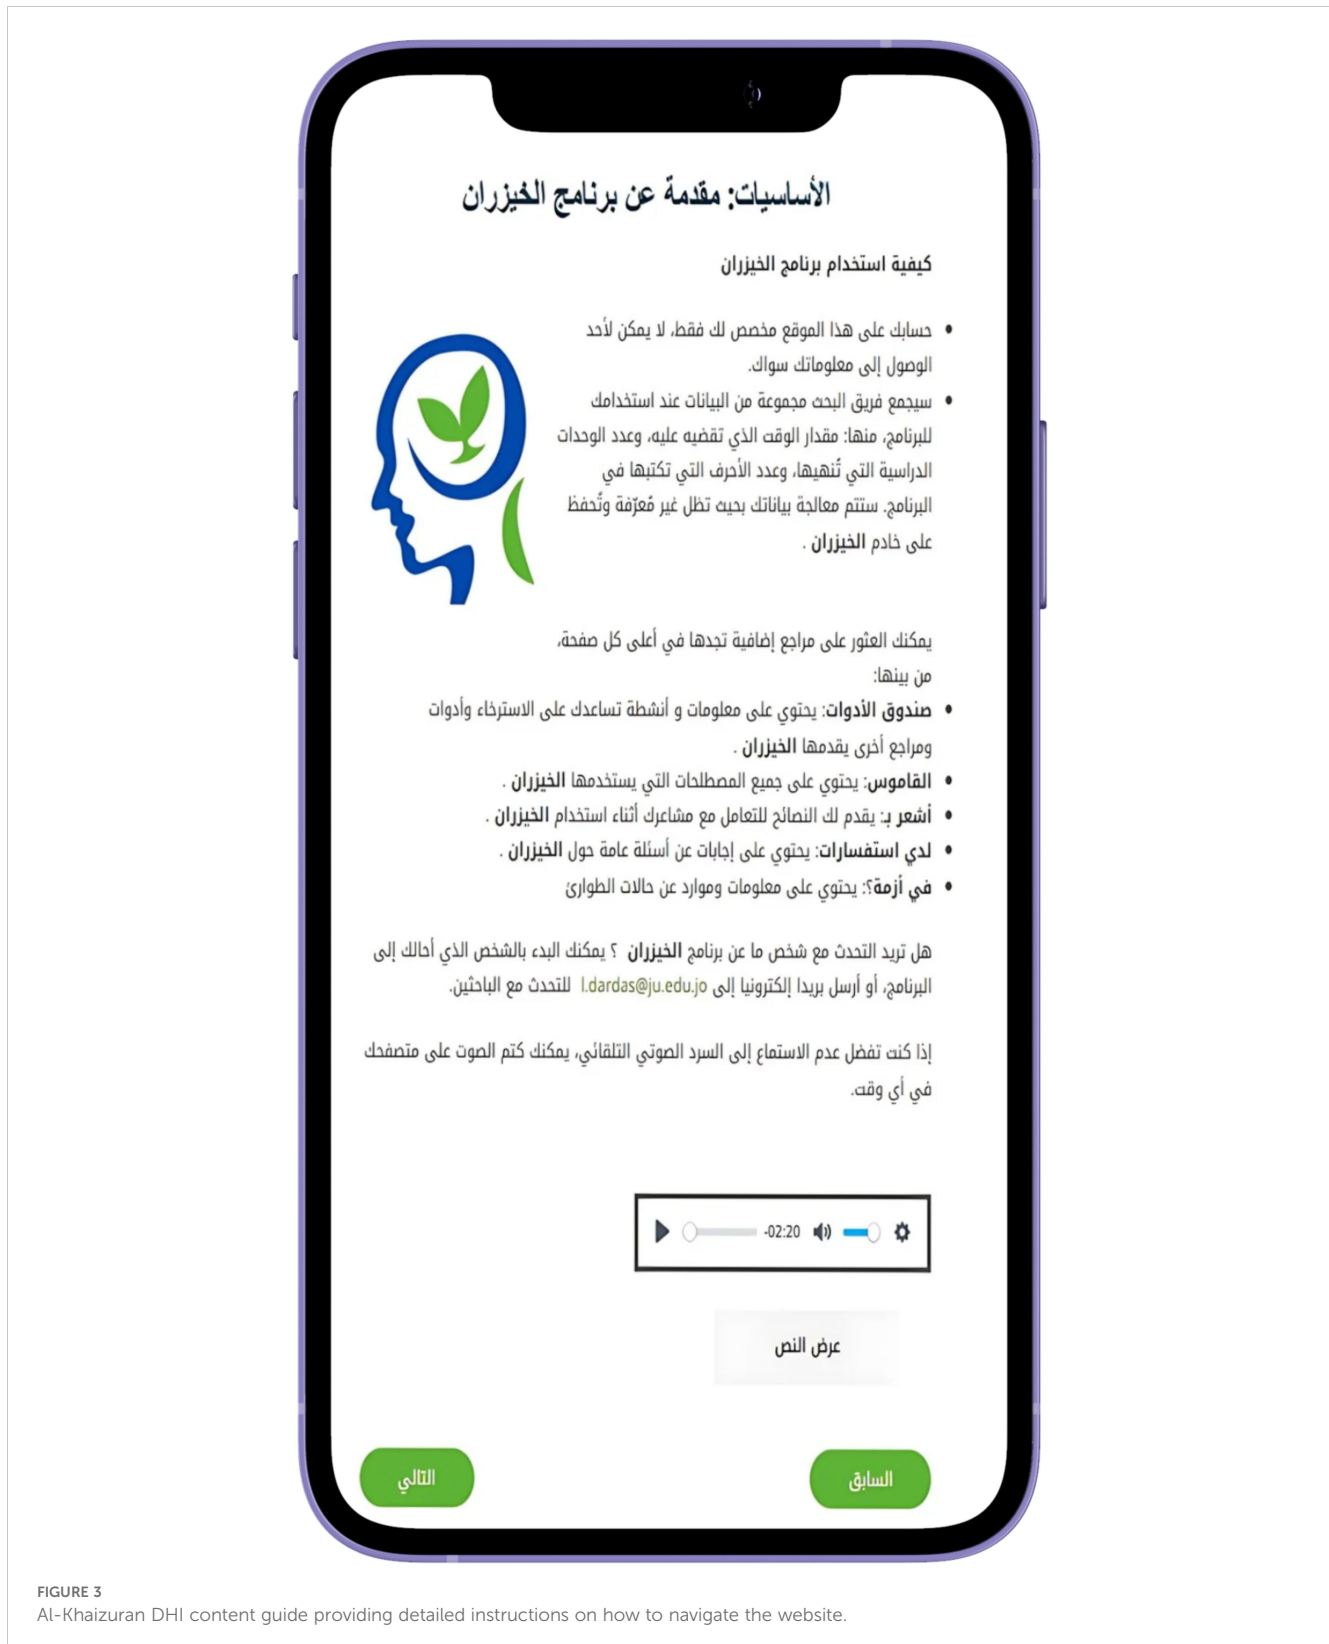 الأساسيات: مقدمة عن برنامج الخيزران
كيفية استخدام برنامج الخيزران
• حسابك على هذا الموقع مخصص لك فقط، لا يمكن لأحد
الوصول إلى معلوماتك سواك.
• سيجمع فريق البحث مجموعة من البيانات عند استخدامك
للبرنامج، منها: مقدار الوقت الذي تقضيه عليه، وعدد الوحدات
الدراسية التي تُنهيها، وعدد الأحرف التي تكتبها في
البرنامج. ستتم معالجة بياناتك بحيث تظل غير مُعرّفة وتُحفظ
على خادم الخيزران .
يمكنك العثور على مراجع إضافية تجدها في أعلى كل صفحة،
من بينها:
• صندوق الأدوات: يحتوي على معلومات و أنشطة تساعدك على الاسترخاء وأدوات
ومراجع أخرى يقدمها الخيزران .
• القاموس: يحتوي على جميع المصطلحات التي يستخدمها الخيزران .
• أشعر بـ: يقدم لك النصائح للتعامل مع مشاعرك أثناء استخدام الخيزران .
• لدي استفسارات: يحتوي على إجابات عن أسئلة عامة حول الخيزران .
• في أزمة؟: يحتوي على معلومات وموارد عن حالات الطوارئ
هل تريد التحدث مع شخص ما عن برنامج الخيزران ؟ يمكنك البدء بالشخص الذي أحالك إلى
البرنامج، أو أرسل بريدا إلكترونيا إلى l.dardas@ju.edu.jo للتحدث مع الباحثين.
إذا كنت تفضل عدم الاستماع إلى السرد الصوتي التلقائي، يمكنك كتم الصوت على متصفحك
في أي وقت.
-02:20
عرض النص
السابق
التالي
FIGURE 3
Al-Khaizuran DHI content guide providing detailed instructions on how to navigate the website.